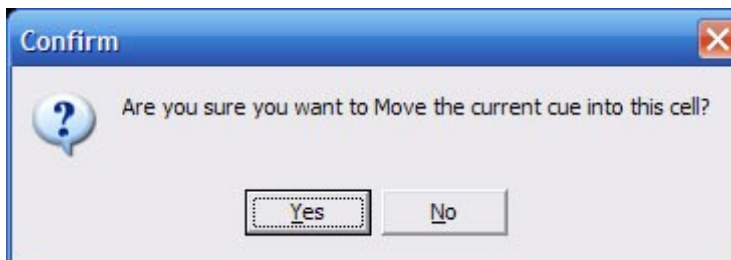 Confirm
Are you sure you want to Move the current cue into this cell?
Yes No